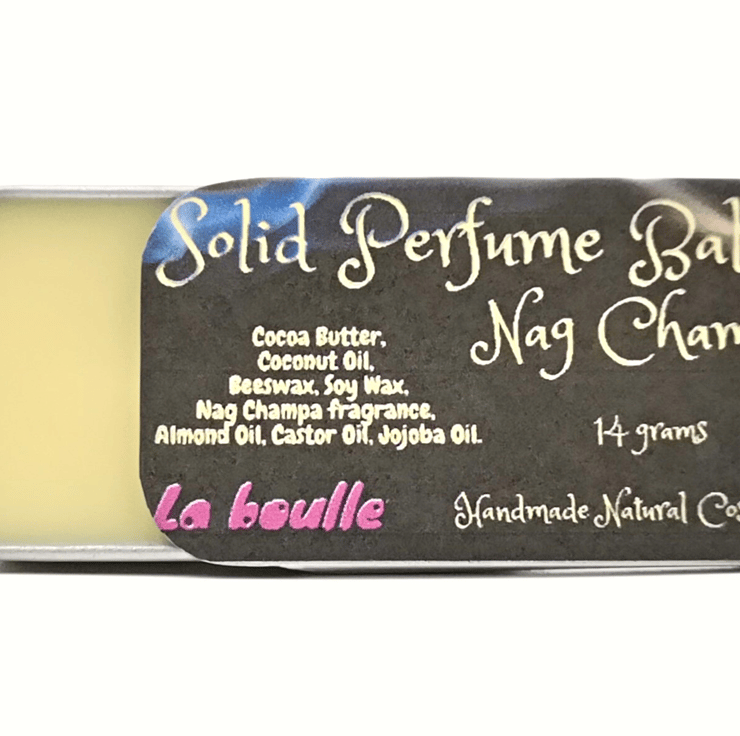 Solid Perfume Bal
Nag Cham
Cocoa Butter,
Coconut Oil,
Beeswax, Soy Wax,
Nag Champa fragrance,
Almond Oil, Castor Oil, Jojoba Oil.
14 grams
La boulle
Handmade Natural Cos